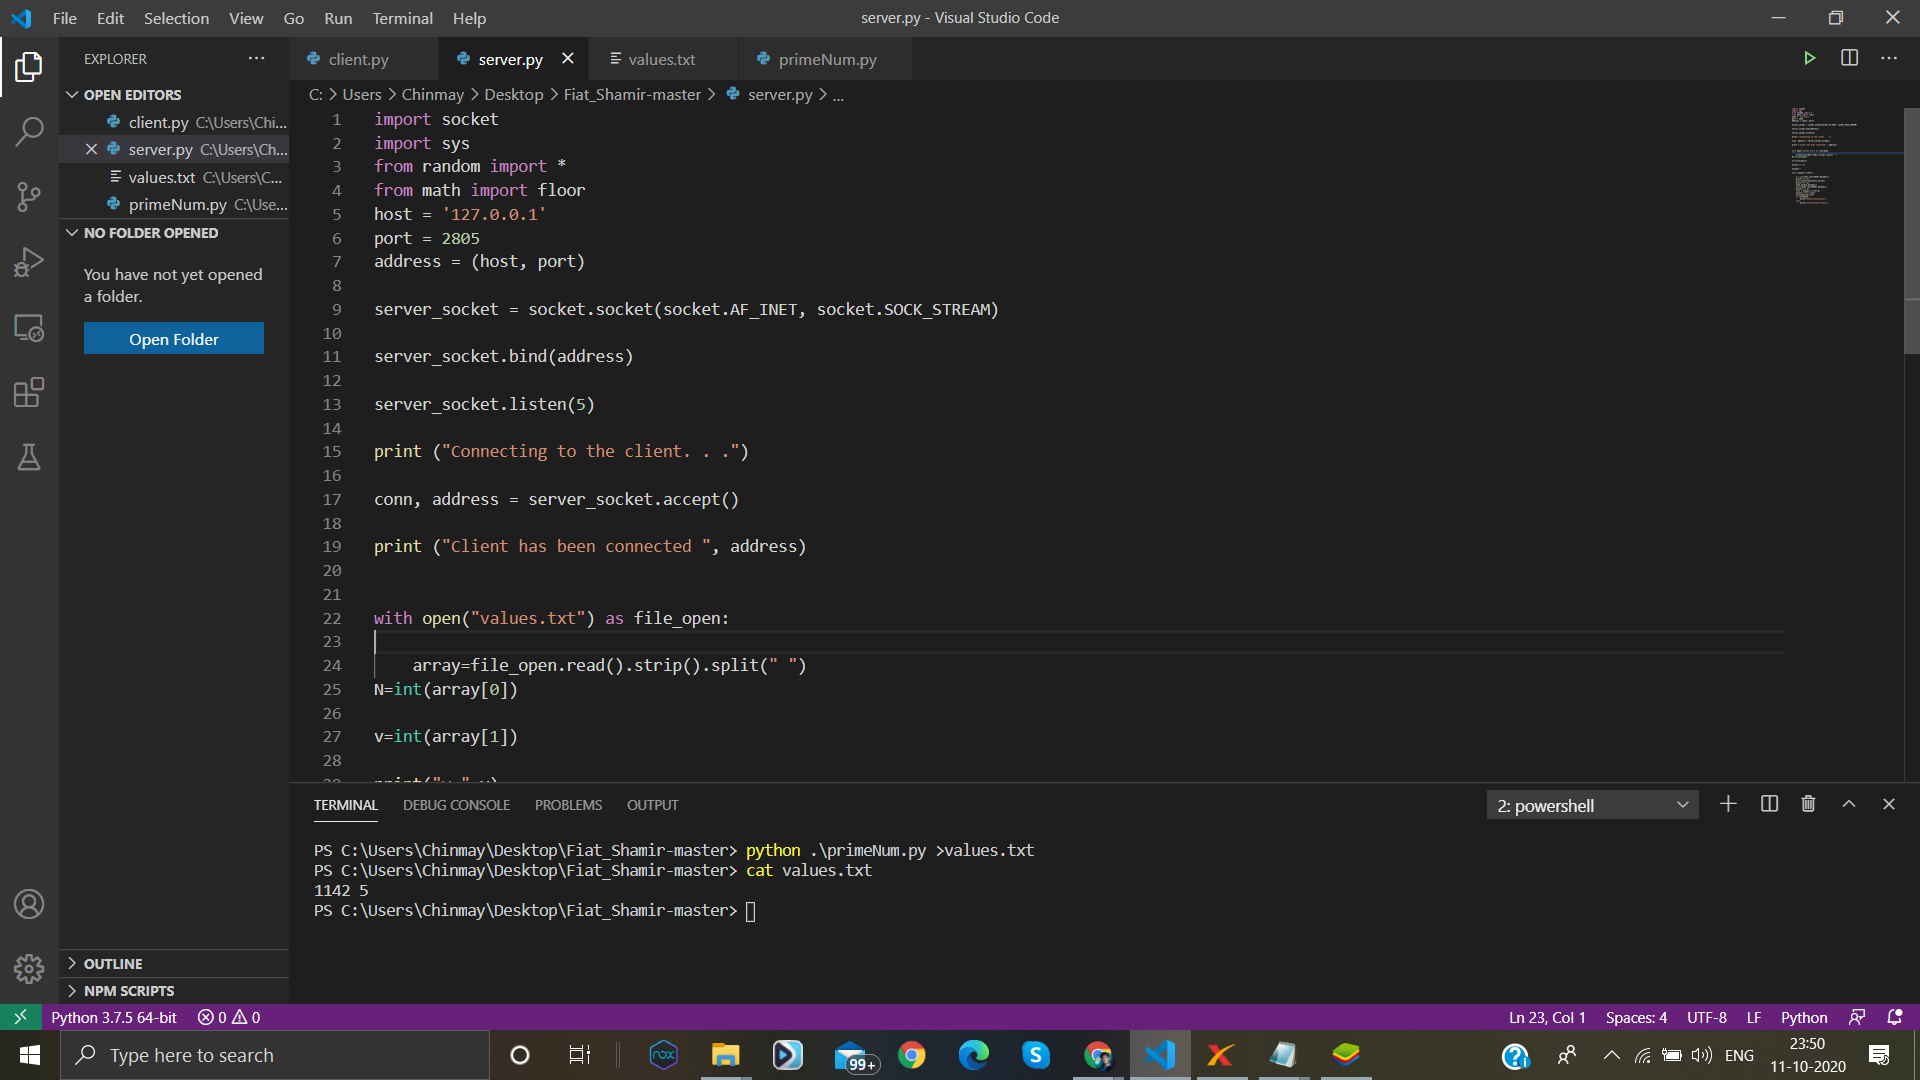 File Edit Selection View Go Run Terminal Help
server.py - Visual Studio Code
EXPLORER
OPEN EDITORS
client.py C:\Users\Chi...
server.py C:\Users\Ch...
values.txt C:\Users\C...
primeNum.py C:\Use...
NO FOLDER OPENED
You have not yet opened
a folder.
Open Folder
OUTLINE
NPM SCRIPTS
client.py server.py values.txt primeNum.py
C: > Users > Chinmay > Desktop > Fiat_Shamir-master > server.py > ...
1 import socket
2 import sys
3 from random import *
4 from math import floor
5 host = '127.0.0.1'
6 port = 2805
7 address = (host, port)
8
9 server_socket = socket.socket(socket.AF_INET, socket.SOCK_STREAM)
10
11 server_socket.bind(address)
12
13 server_socket.listen(5)
14
15 print ("Connecting to the client. . .")
16
17 conn, address = server_socket.accept()
18
19 print ("Client has been connected ", address)
20
21
22 with open("values.txt") as file_open:
23
24 array=file_open.read().strip().split(" ")
25 N=int(array[0])
26
27 v=int(array[1])
28
TERMINAL DEBUG CONSOLE PROBLEMS OUTPUT
2: powershell
PS C:\Users\Chinmay\Desktop\Fiat_Shamir-master> python .\primeNum.py >values.txt
PS C:\Users\Chinmay\Desktop\Fiat_Shamir-master> cat values.txt
1142 5
PS C:\Users\Chinmay\Desktop\Fiat_Shamir-master>
Python 3.7.5 64-bit 0 0
Ln 23, Col 1 Spaces: 4 UTF-8 LF Python
Type here to search
nox
99+
ENG
23:50
11-10-2020